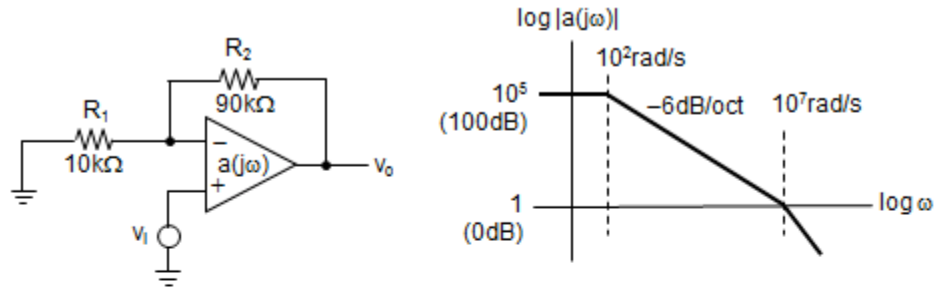 R₂
90kΩ
R₁
10kΩ
−
a(jω)
+
vₒ
vI
log |a(jω)|
10²rad/s
10⁵
(100dB)
−6dB/oct
10⁷rad/s
1
(0dB)
log ω